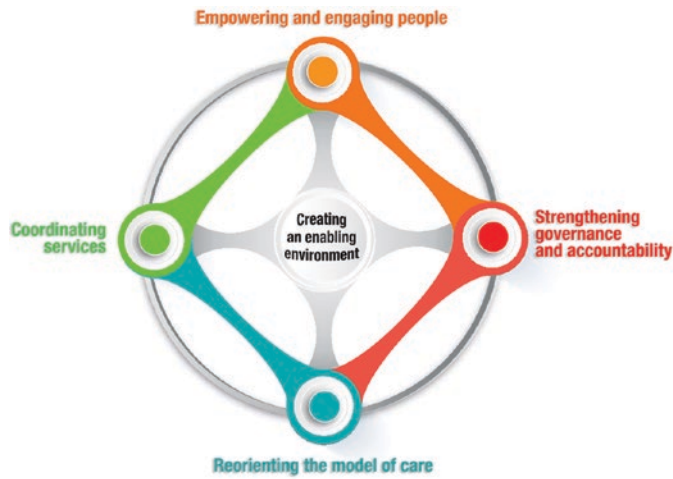 Empowering and engaging people
Coordinating
services
Creating
an enabling
environment
Strengthening
governance
and accountability
Reorienting the model of care